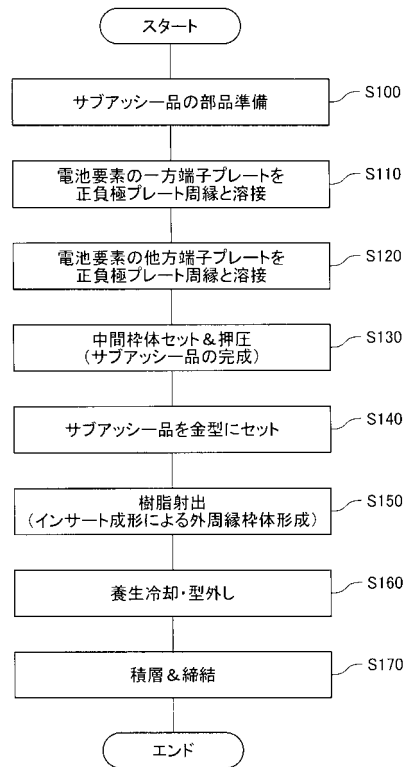 スタート
サブアッシー品の部品準備
S100
電池要素の一方端子プレートを
正負極プレート周縁と溶接
S110
電池要素の他方端子プレートを
正負極プレート周縁と溶接
S120
中間枠体セット&押圧
(サブアッシー品の完成)
S130
サブアッシー品を金型にセット
S140
樹脂射出
(インサート成形による外周縁枠体形成)
S150
養生冷却・型外し
S160
積層&締結
S170
エンド